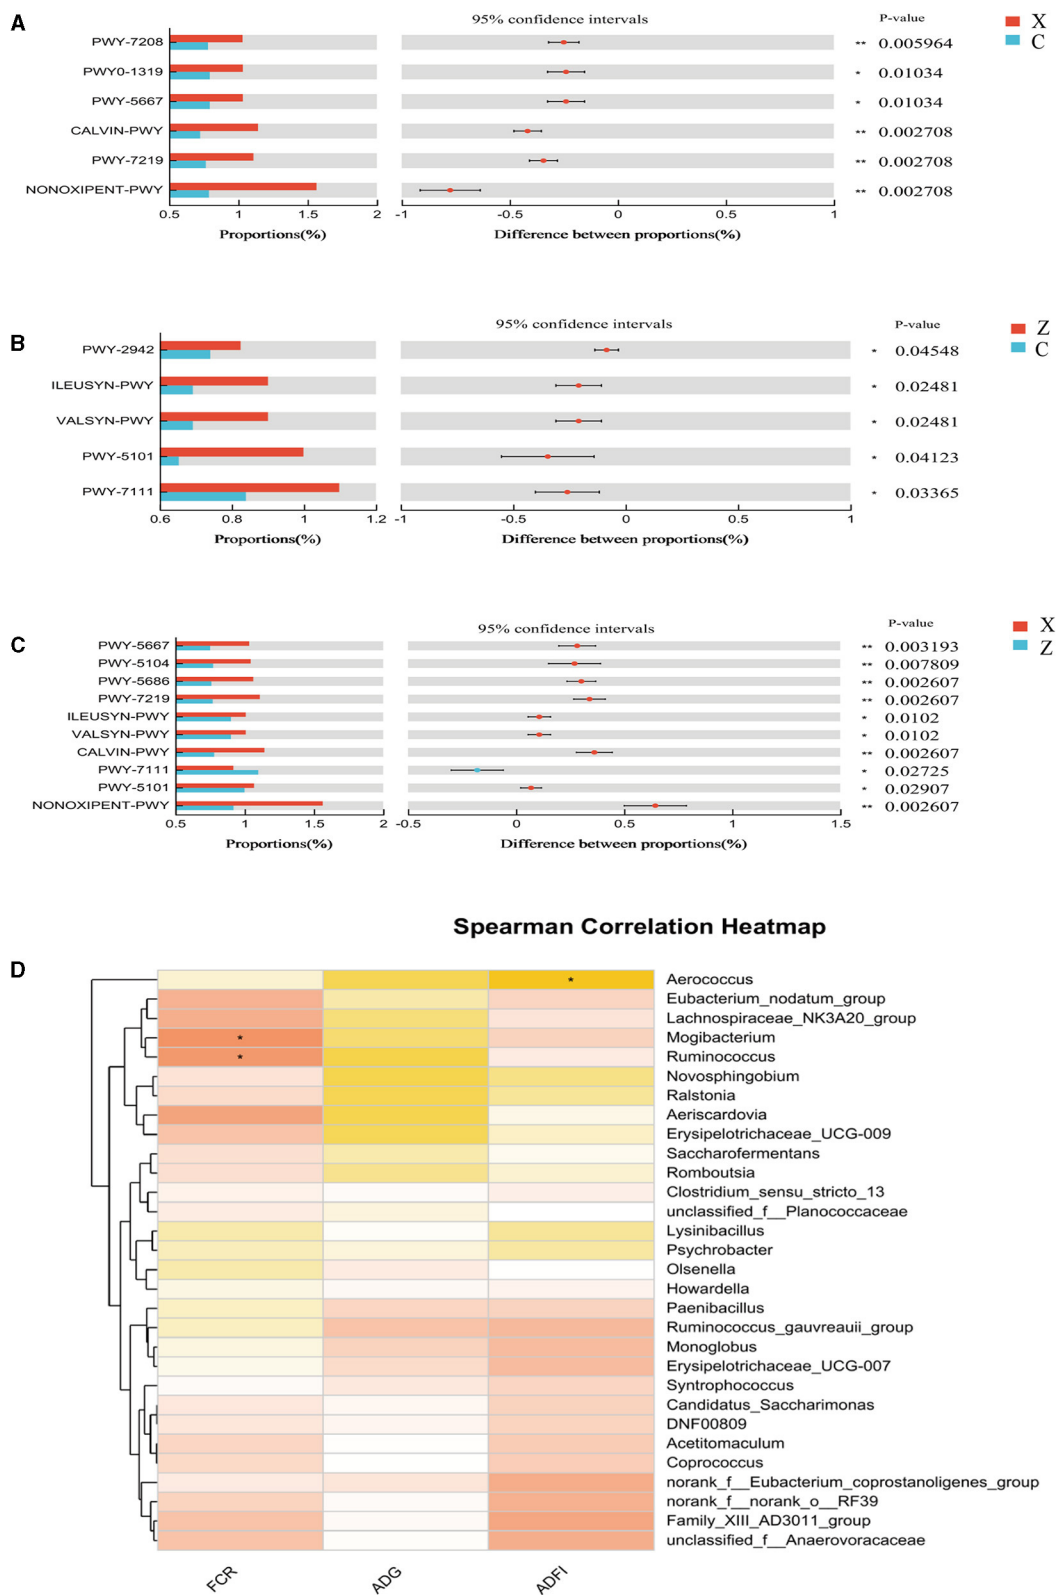 A
95% confidence intervals
P-value
X
C
PWY-7208
** 0.005964
PWY0-1319
* 0.01034
PWY-5667
* 0.01034
CALVIN-PWY
** 0.002708
PWY-7219
** 0.002708
NONOXIPENT-PWY
** 0.002708
0.5 1 1.5 2 -1 -0.5 0 0.5 1
Proportions(%) Difference between proportions(%)
B
95% confidence intervals
P-value
Z
C
PWY-2942
* 0.04548
ILEUSYN-PWY
* 0.02481
VALSYN-PWY
* 0.02481
PWY-5101
* 0.04123
PWY-7111
* 0.03365
0.6 0.8 1 1.2 -1 -0.5 0 0.5 1
Proportions(%) Difference between proportions(%)
C
95% confidence intervals
P-value
X
Z
PWY-5667
** 0.003193
PWY-5104
** 0.007809
PWY-5686
** 0.002607
PWY-7219
** 0.002607
ILEUSYN-PWY
* 0.0102
VALSYN-PWY
* 0.0102
CALVIN-PWY
** 0.002607
PWY-7111
* 0.02725
PWY-5101
* 0.02907
NONOXIPENT-PWY
** 0.002607
0.5 1 1.5 2 -0.5 0 0.5 1 1.5
Proportions(%) Difference between proportions(%)
Spearman Correlation Heatmap
D
* Aerococcus
Eubacterium_nodatum_group
Lachnospiraceae_NK3A20_group
* Mogibacterium
* Ruminococcus
Novosphingobium
Ralstonia
Aeriscardovia
Erysipelotrichaceae_UCG-009
Saccharofermentans
Romboutsia
Clostridium_sensu_stricto_13
unclassified_f__Planococcaceae
Lysinibacillus
Psychrobacter
Olsenella
Howardella
Paenibacillus
Ruminococcus_gauvreauii_group
Monoglobus
Erysipelotrichaceae_UCG-007
Syntrophococcus
Candidatus_Saccharimonas
DNF00809
Acetitomaculum
Coprococcus
norank_f__Eubacterium_coprostanoligenes_group
norank_f__norank_o__RF39
Family_XIII_AD3011_group
unclassified_f__Anaerovoracaceae
FCR ADG ADFI